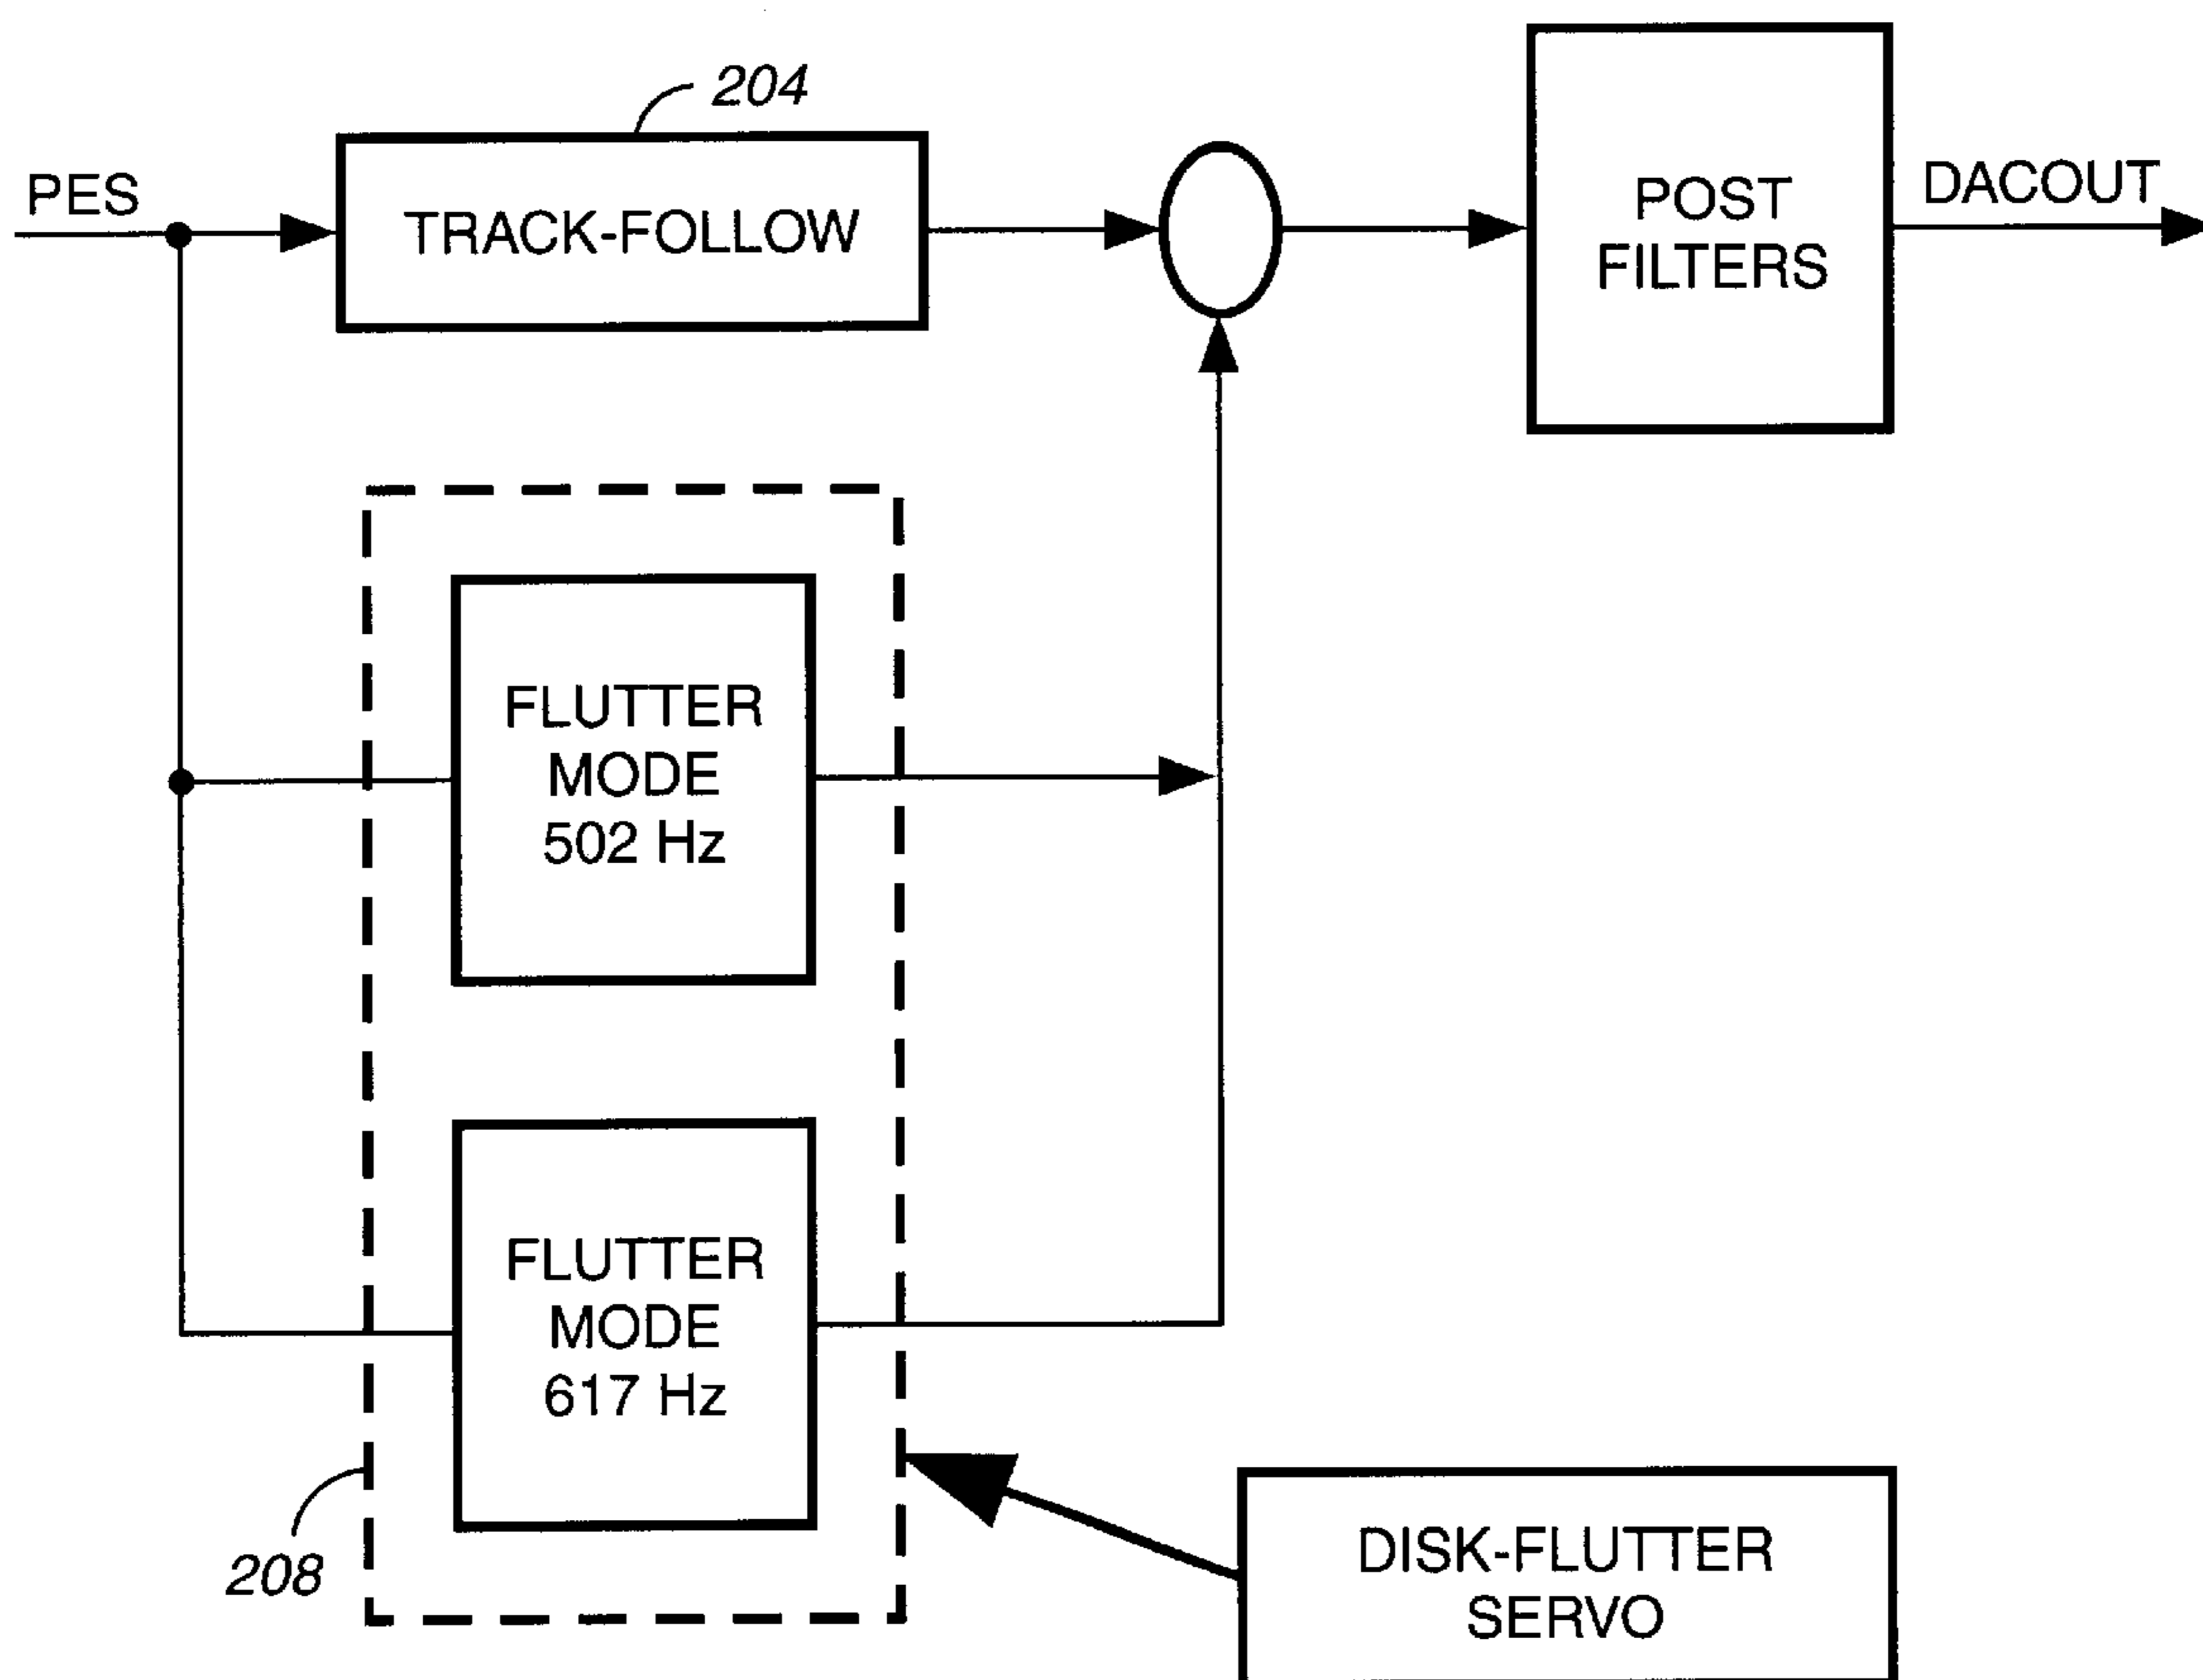 204
PES
TRACK-FOLLOW
POST
FILTERS
DACOUT
FLUTTER
MODE
502 Hz
FLUTTER
MODE
617 Hz
208
DISK-FLUTTER
SERVO